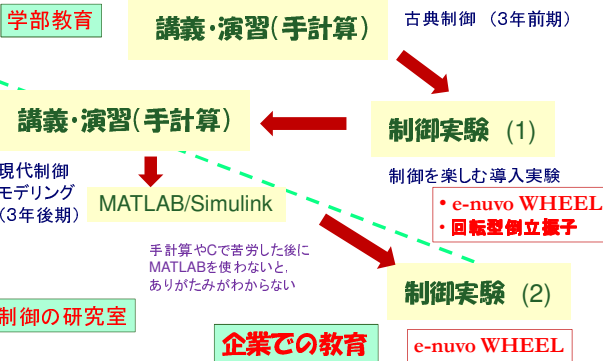 学部教育
講義・演習(手計算)
古典制御 （3年前期）
講義・演習(手計算)
制御実験 (1)
現代制御
モデリング
（3年後期）
MATLAB/Simulink
制御を楽しむ導入実験
・e-nuvo WHEEL
・回転型倒立振子
手計算やCで苦労した後に
MATLABを使わないと，
ありがたみがわからない
制御実験 (2)
制御の研究室
企業での教育
e-nuvo WHEEL